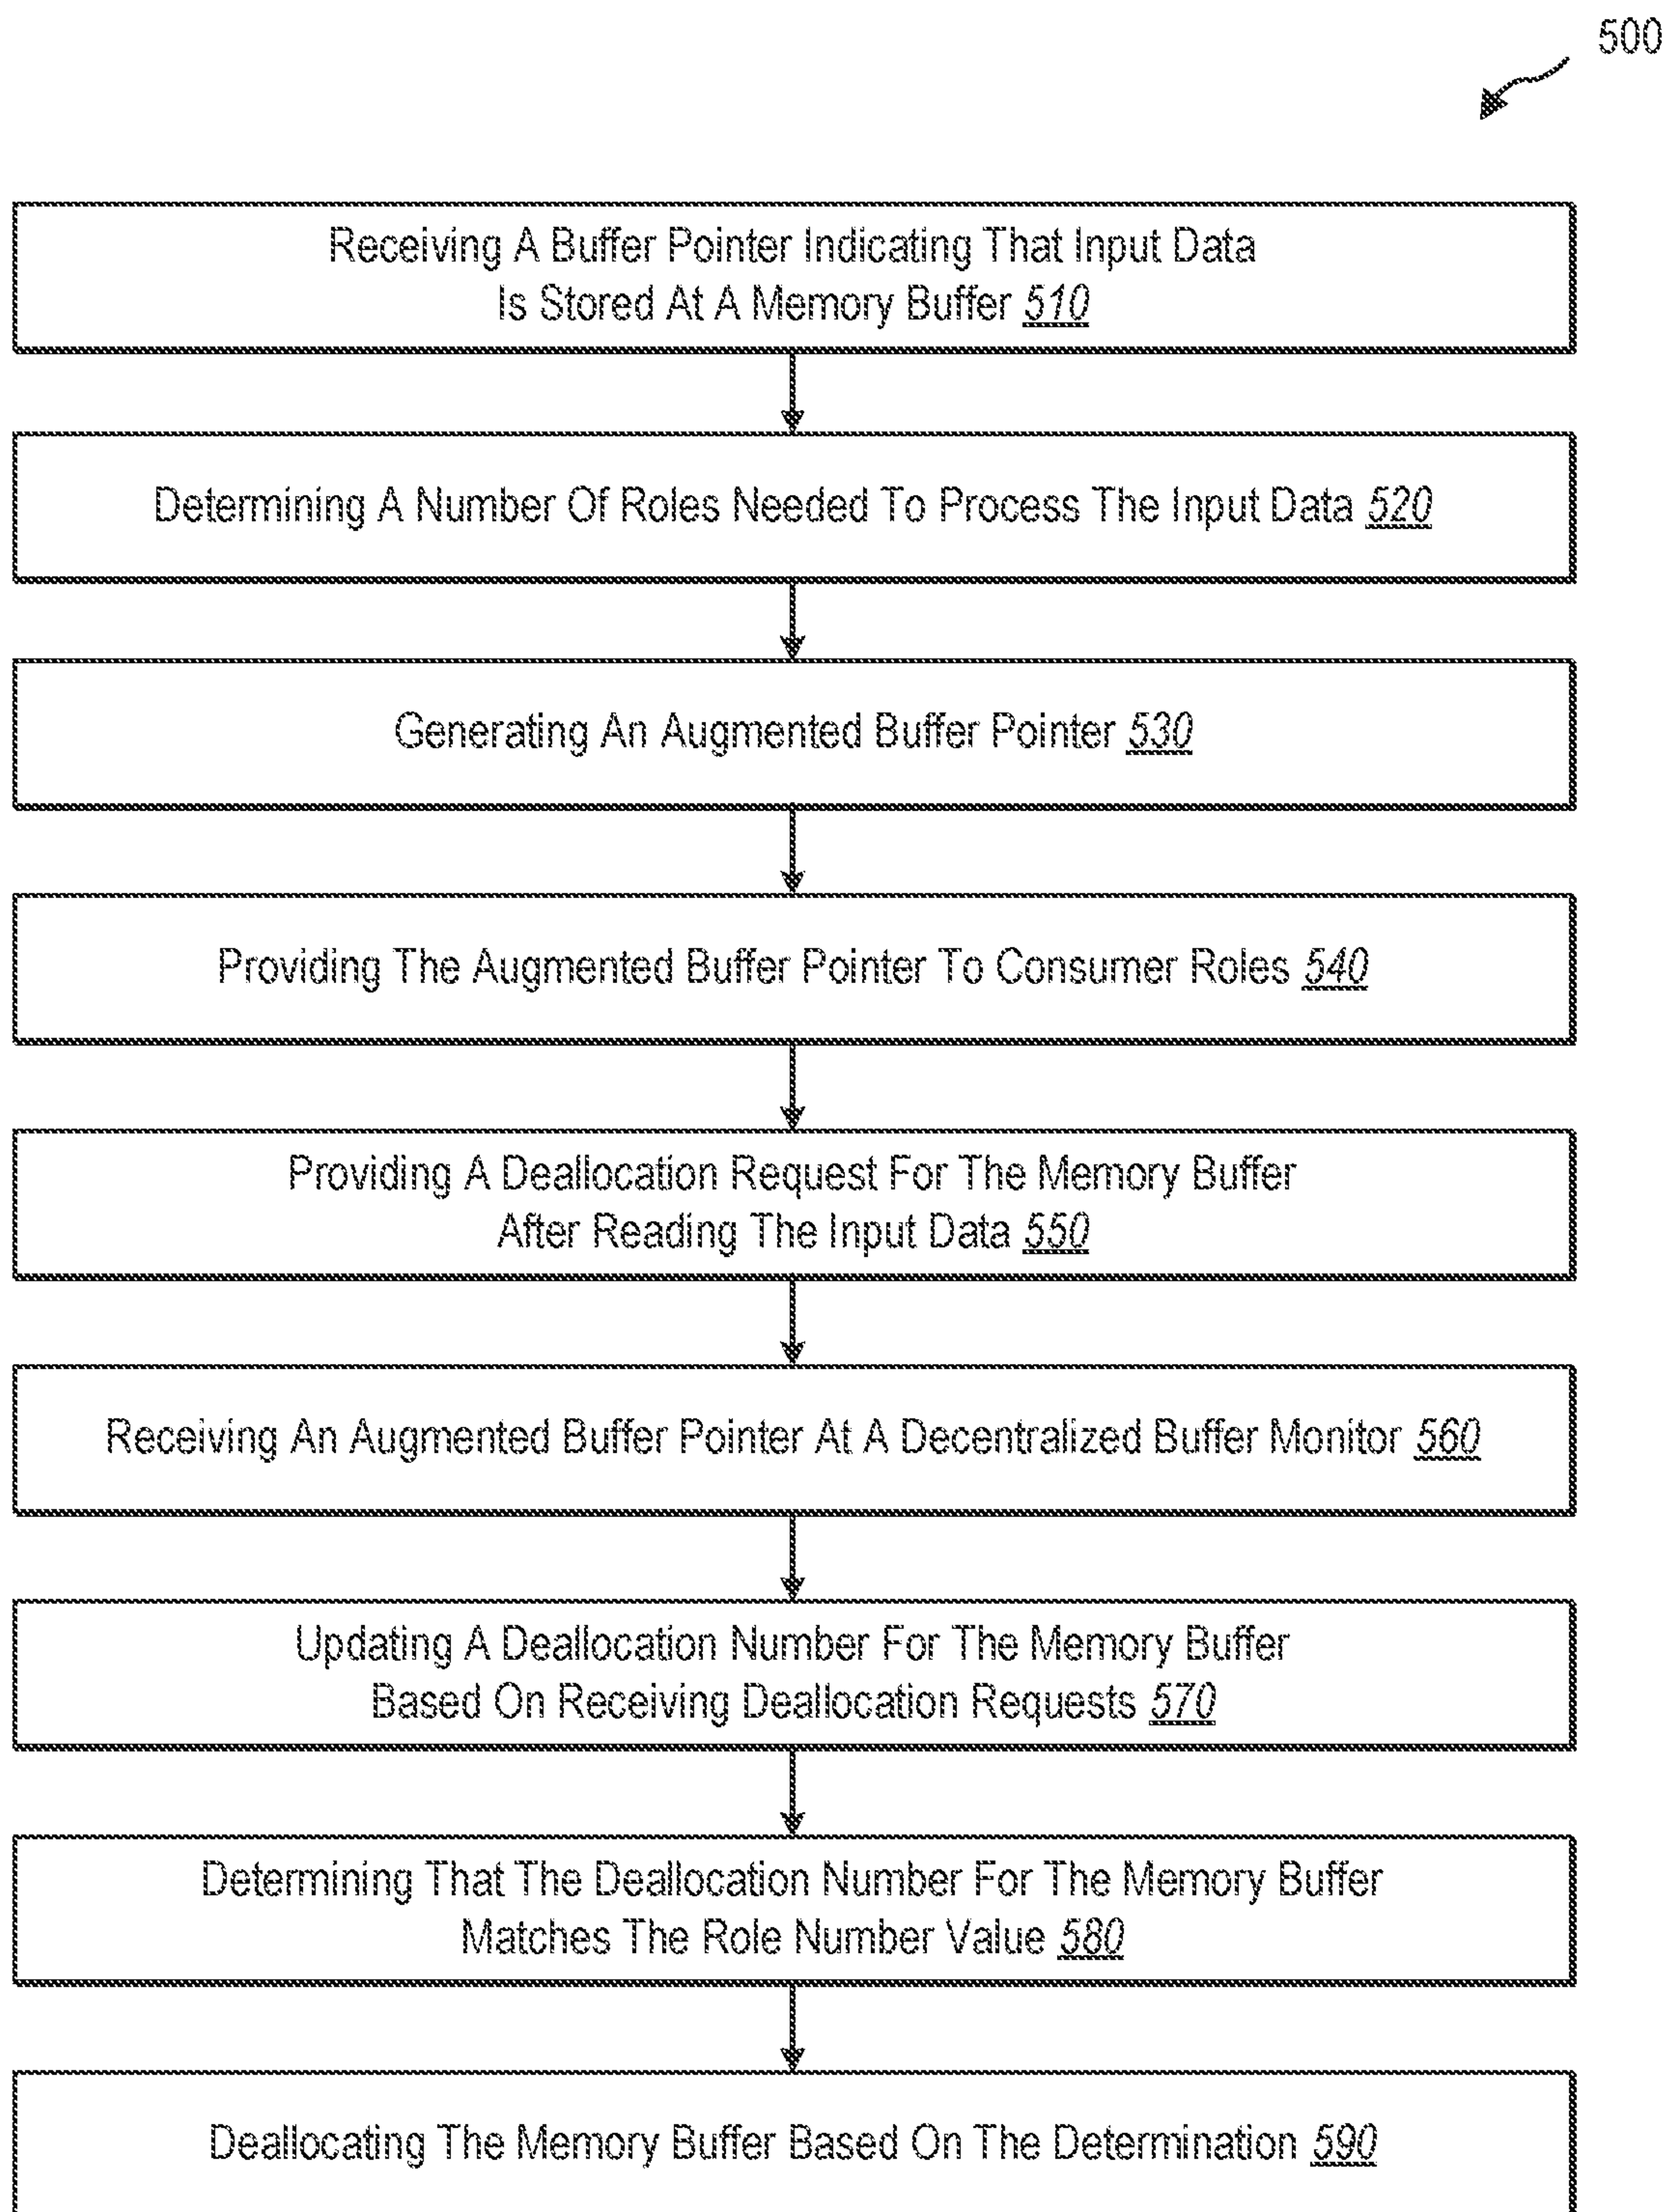 500
Receiving A Buffer Pointer Indicating That Input Data
Is Stored At A Memory Buffer 510
Determining A Number Of Roles Needed To Process The Input Data 520
Generating An Augmented Buffer Pointer 530
Providing The Augmented Buffer Pointer To Consumer Roles 540
Providing A Deallocation Request For The Memory Buffer
After Reading The Input Data 550
Receiving An Augmented Buffer Pointer At A Decentralized Buffer Monitor 560
Updating A Deallocation Number For The Memory Buffer
Based On Receiving Deallocation Requests 570
Determining That The Deallocation Number For The Memory Buffer
Matches The Role Number Value 580
Deallocating The Memory Buffer Based On The Determination 590